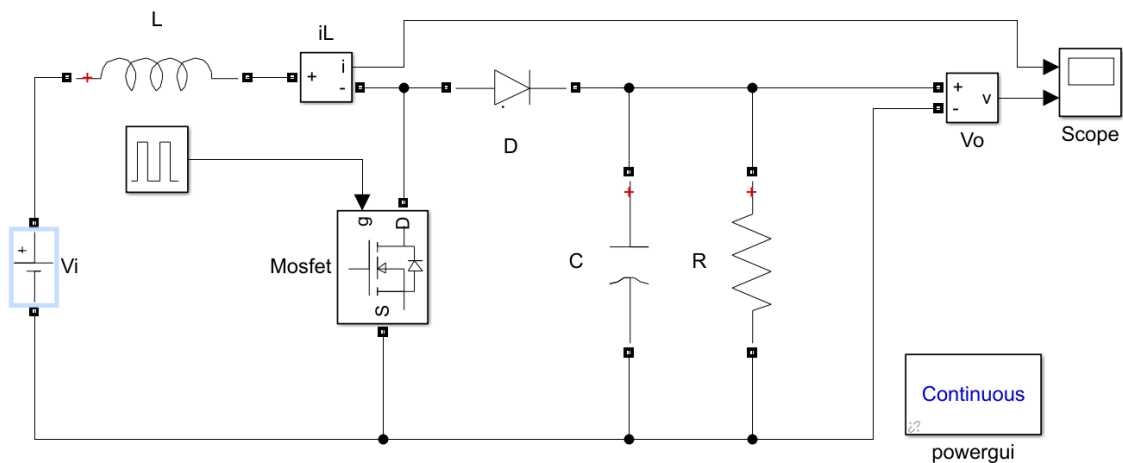 L
iL
+
i
-
D
+
-
v
Vo
Scope
g
D
S
Mosfet
+
Vi
C
+
R
+
+
Continuous
powergui